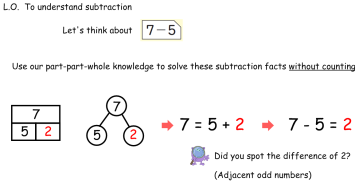 L.O. To understand subtraction
Let's think about 7-5
Use our part-part-whole knowledge to solve these subtraction facts without counting
7
5 2
7
5 2
7 = 5 + 2
7 - 5 = 2
Did you spot the difference of 2?
(Adjacent odd numbers)